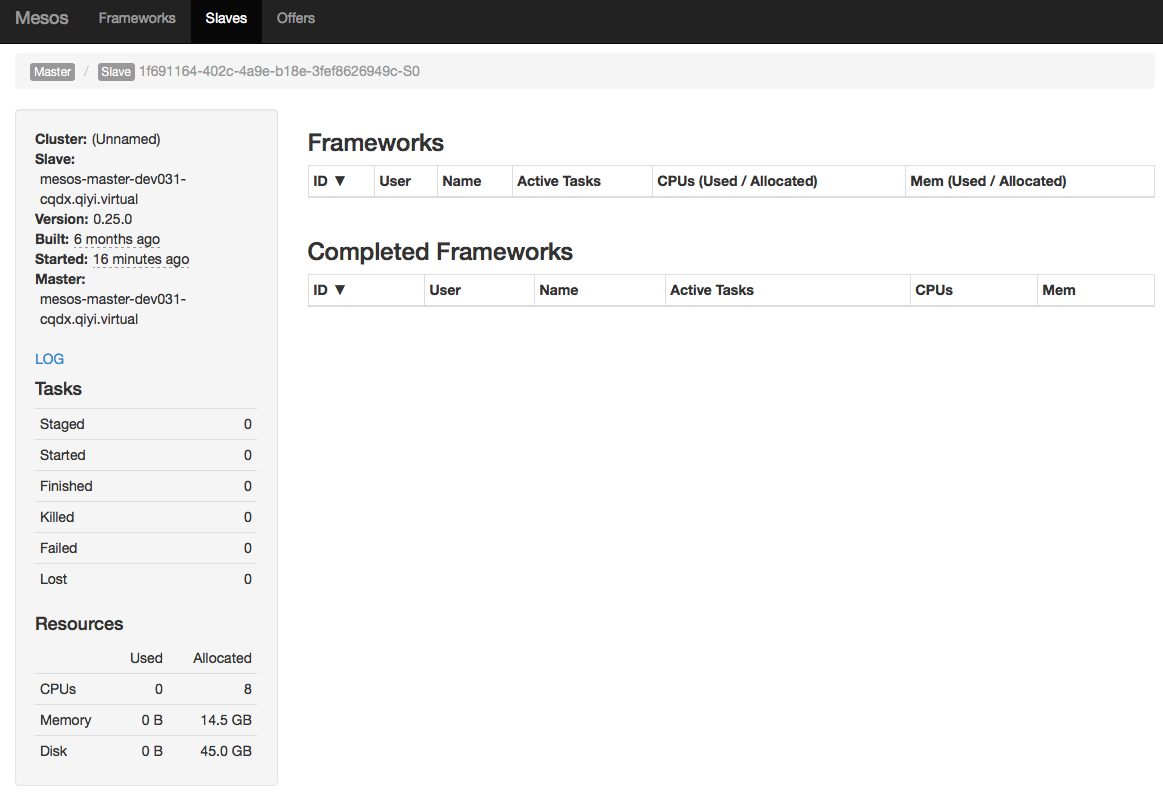 Mesos Frameworks Slaves Offers
Master / Slave 1f691164-402c-4a9e-b18e-3fef8626949c-S0
Cluster: (Unnamed)
Slave:
mesos-master-dev031-
cqdx.qiyi.virtual
Version: 0.25.0
Built: 6 months ago
Started: 16 minutes ago
Master:
mesos-master-dev031-
cqdx.qiyi.virtual
LOG
Tasks
Staged 0
Started 0
Finished 0
Killed 0
Failed 0
Lost 0
Resources
Used Allocated
CPUs 0 8
Memory 0 B 14.5 GB
Disk 0 B 45.0 GB
Frameworks
ID ▼ User Name Active Tasks CPUs (Used / Allocated) Mem (Used / Allocated)
Completed Frameworks
ID ▼ User Name Active Tasks CPUs Mem